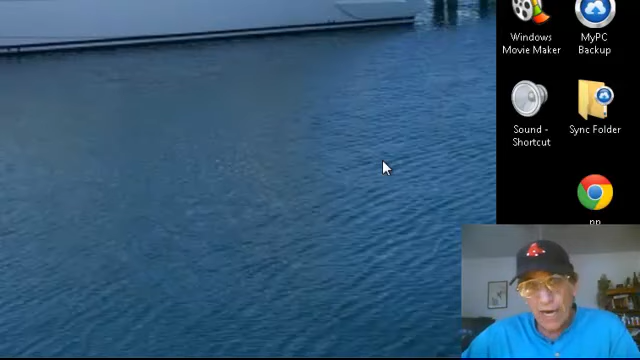 Windows
Movie Maker
MyPC
Backup
Sound -
Shortcut
Sync Folder